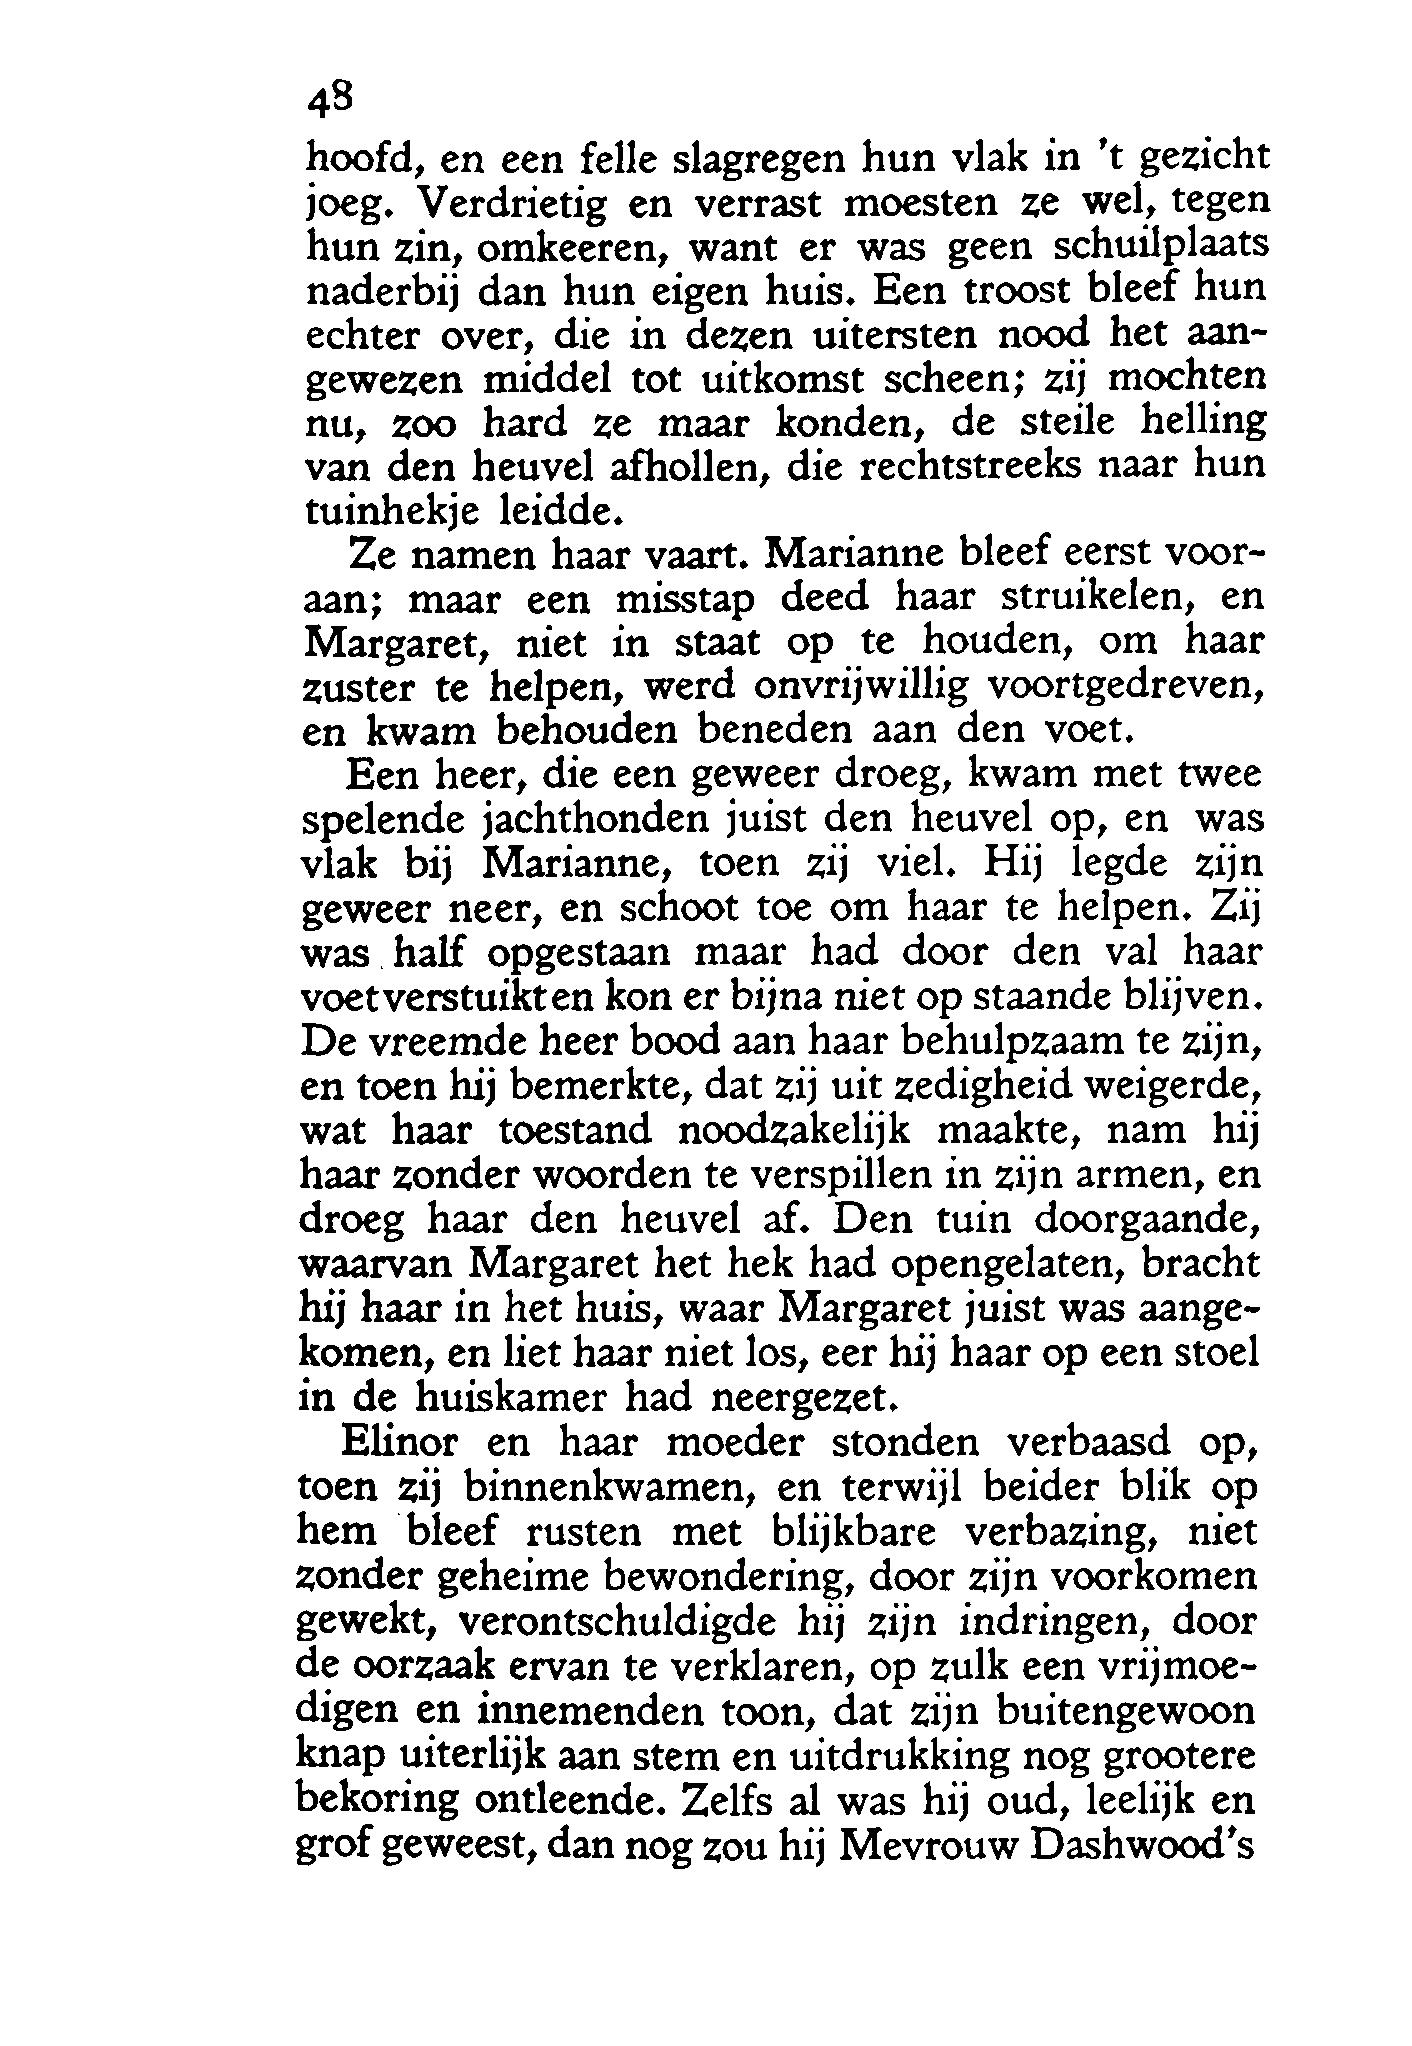 48
hoofd, en een felle slagregen hun vlak in 't gezicht
joeg. Verdrietig en verrast moesten ze wel, tegen
hun zin, omkeeren, want er was geen schuilplaats
naderbij dan hun eigen huis. Een troost bleef hun
echter over, die in dezen uitersten nood het aan-
gewezen middel tot uitkomst scheen; zij mochten
nu, zoo hard ze maar konden, de steile helling
van den heuvel afhollen, die rechtstreeks naar hun
tuinhekje leidde.
Ze namen haar vaart. Marianne bleef eerst voor-
aan; maar een misstap deed haar struikelen, en
Margaret, niet in staat op te houden, om haar
zuster te helpen, werd onvrijwillig voortgedreven,
en kwam behouden beneden aan den voet.
Een heer, die een geweer droeg, kwam met twee
spelende jachthonden juist den heuvel op, en was
vlak bij Marianne, toen zij viel. Hij legde zijn
geweer neer, en schoot toe om haar te helpen. Zij
was half opgestaan maar had door den val haar
voet verstuikt en kon er bijna niet op staande blijven.
De vreemde heer bood aan haar behulpzaam te zijn,
en toen hij bemerkte, dat zij uit zedigheid weigerde,
wat haar toestand noodzakelijk maakte, nam hij
haar zonder woorden te verspillen in zijn armen, en
droeg haar den heuvel af. Den tuin doorgaande,
waarvan Margaret het hek had opengelaten, bracht
hij haar in het huis, waar Margaret juist was aange-
komen, en liet haar niet los, eer hij haar op een stoel
in de huiskamer had neergezet.
Elinor en haar moeder stonden verbaasd op,
toen zij binnenkwamen, en terwijl beider blik op
hem bleef rusten met blijkbare verbazing, niet
zonder geheime bewondering, door zijn voorkomen
gewekt, verontschuldigde hij zijn indringen, door
de oorzaak ervan te verklaren, op zulk een vrijmoe-
digen en innemenden toon, dat zijn buitengewoon
knap uiterlijk aan stem en uitdrukking nog grootere
bekoring ontleende. Zelfs al was hij oud, leelijk en
grof geweest, dan nog zou hij Mevrouw Dashwood's